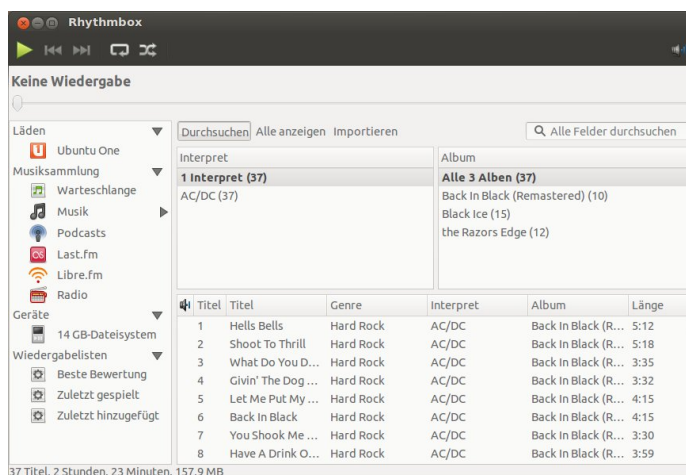 Rhythmbox
Keine Wiedergabe
Läden
Ubuntu One
Musiksammlung
Warteschlange
Musik
Podcasts
Last.fm
Libre.fm
Radio
Geräte
14 GB-Dateisystem
Wiedergabelisten
Beste Bewertung
Zuletzt gespielt
Zuletzt hinzugefügt
Durchsuchen Alle anzeigen Importieren Alle Felder durchsuchen
Interpret
1 Interpret (37)
AC/DC (37)
Album
Alle 3 Alben (37)
Back In Black (Remastered) (10)
Black Ice (15)
the Razors Edge (12)
Titel Titel Genre Interpret Album Länge
1 Hells Bells Hard Rock AC/DC Back In Black (R... 5:12
2 Shoot To Thrill Hard Rock AC/DC Back In Black (R... 5:18
3 What Do You D... Hard Rock AC/DC Back In Black (R... 3:35
4 Givin' The Dog ... Hard Rock AC/DC Back In Black (R... 3:32
5 Let Me Put My ... Hard Rock AC/DC Back In Black (R... 4:15
6 Back In Black Hard Rock AC/DC Back In Black (R... 4:15
7 You Shook Me ... Hard Rock AC/DC Back In Black (R... 3:30
8 Have A Drink O... Hard Rock AC/DC Back In Black (R... 3:59
37 Titel, 2 Stunden, 23 Minuten, 157,9 MB